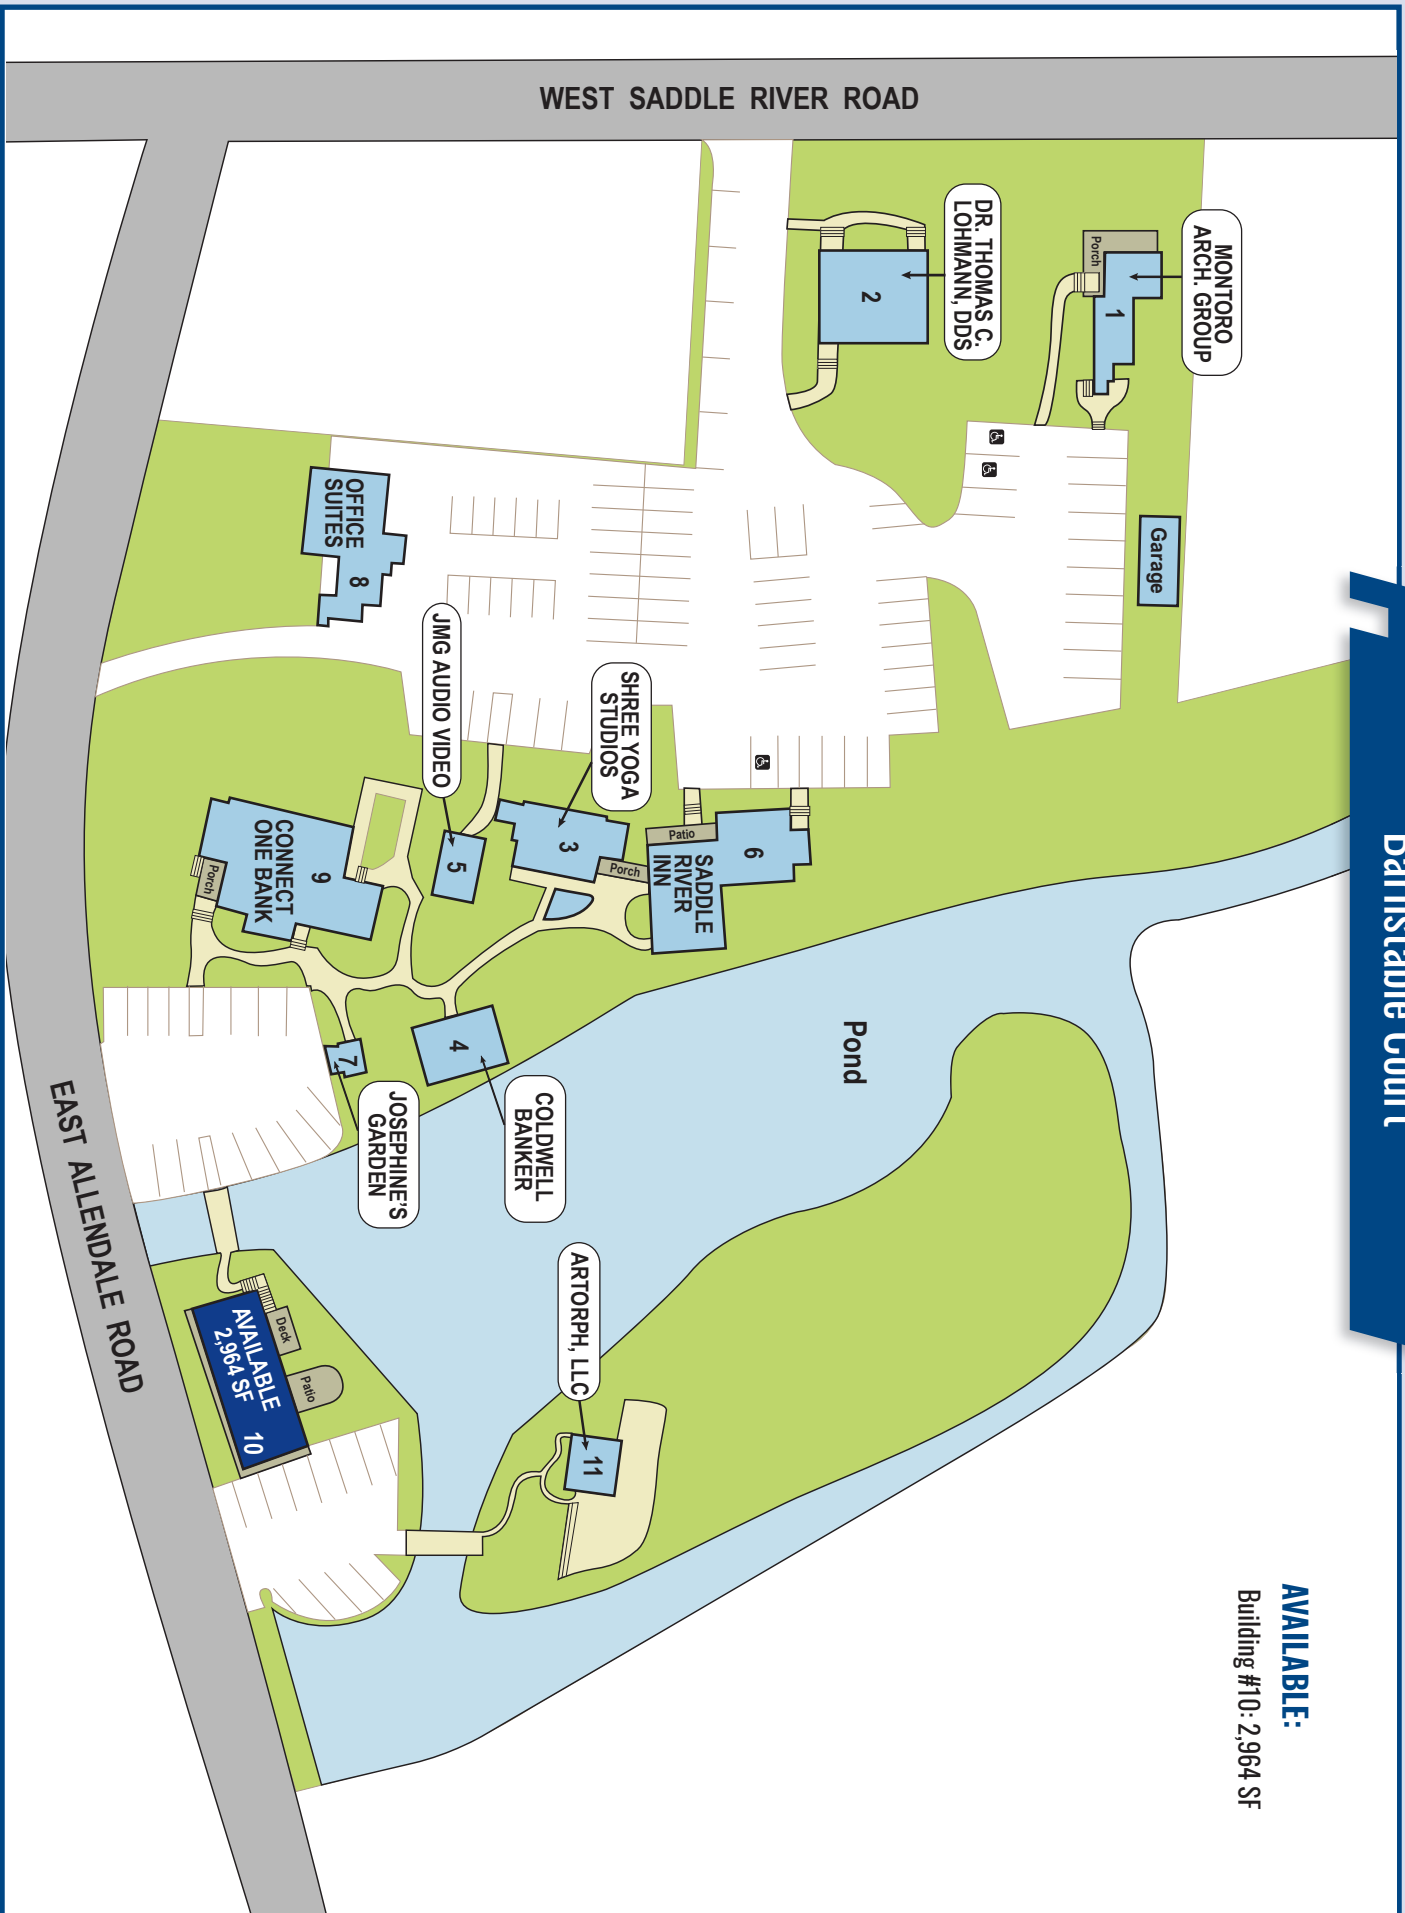 Barnstable Court
AVAILABLE:
Building #10: 2,964 SF
WEST SADDLE RIVER ROAD
MONTORO
ARCH. GROUP
Porch
1
DR. THOMAS C.
LOHMANN, DDS
2
Garage
OFFICE
SUITES
8
JMG AUDIO VIDEO
5
SHREE YOGA
STUDIOS
3
Porch
Patio
6
SADDLE
RIVER
INN
CONNECT
ONE BANK
9
Porch
Pond
4
COLDWELL
BANKER
7
JOSEPHINE'S
GARDEN
ARTORPH, LLC
11
Deck
Patio
AVAILABLE
2,964 SF
10
EAST ALLENDALE ROAD